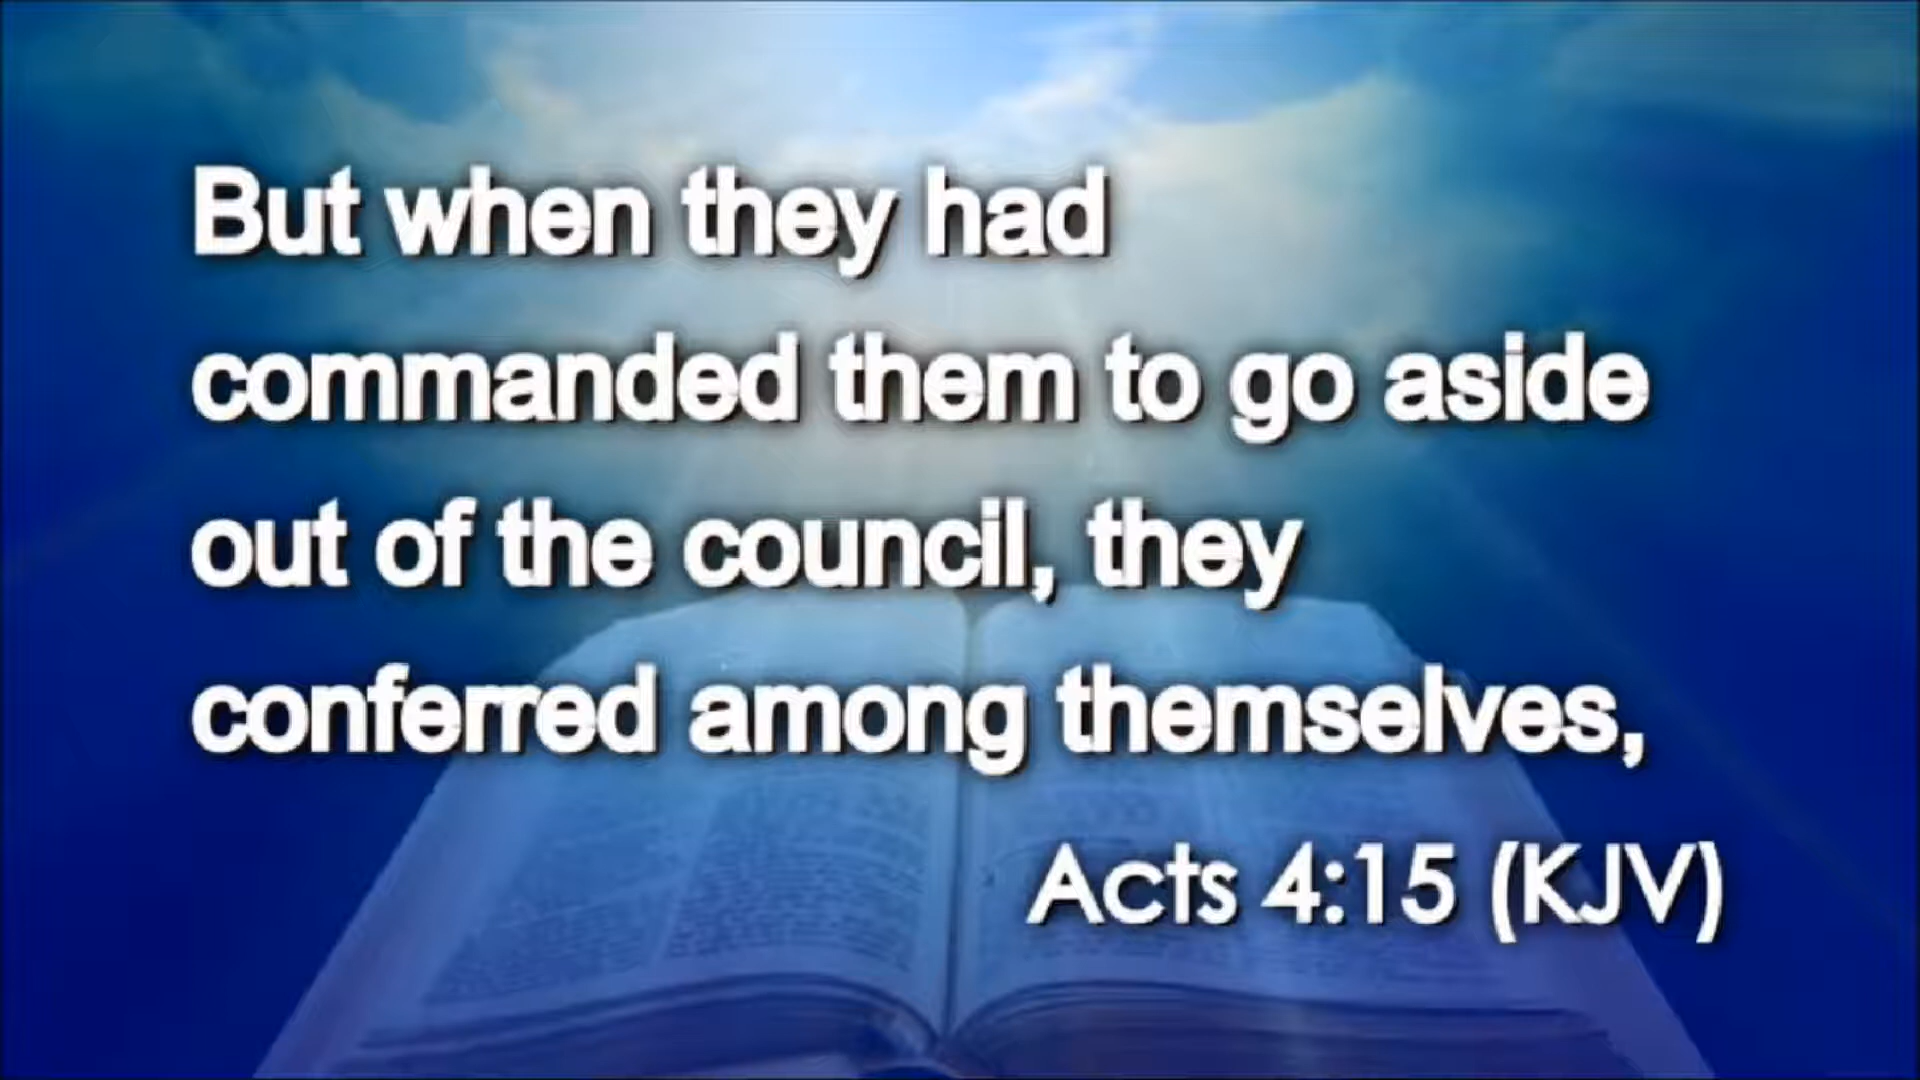 But when they had
commanded them to go aside
out of the council, they
conferred among themselves,
Acts 4:15 (KJV)